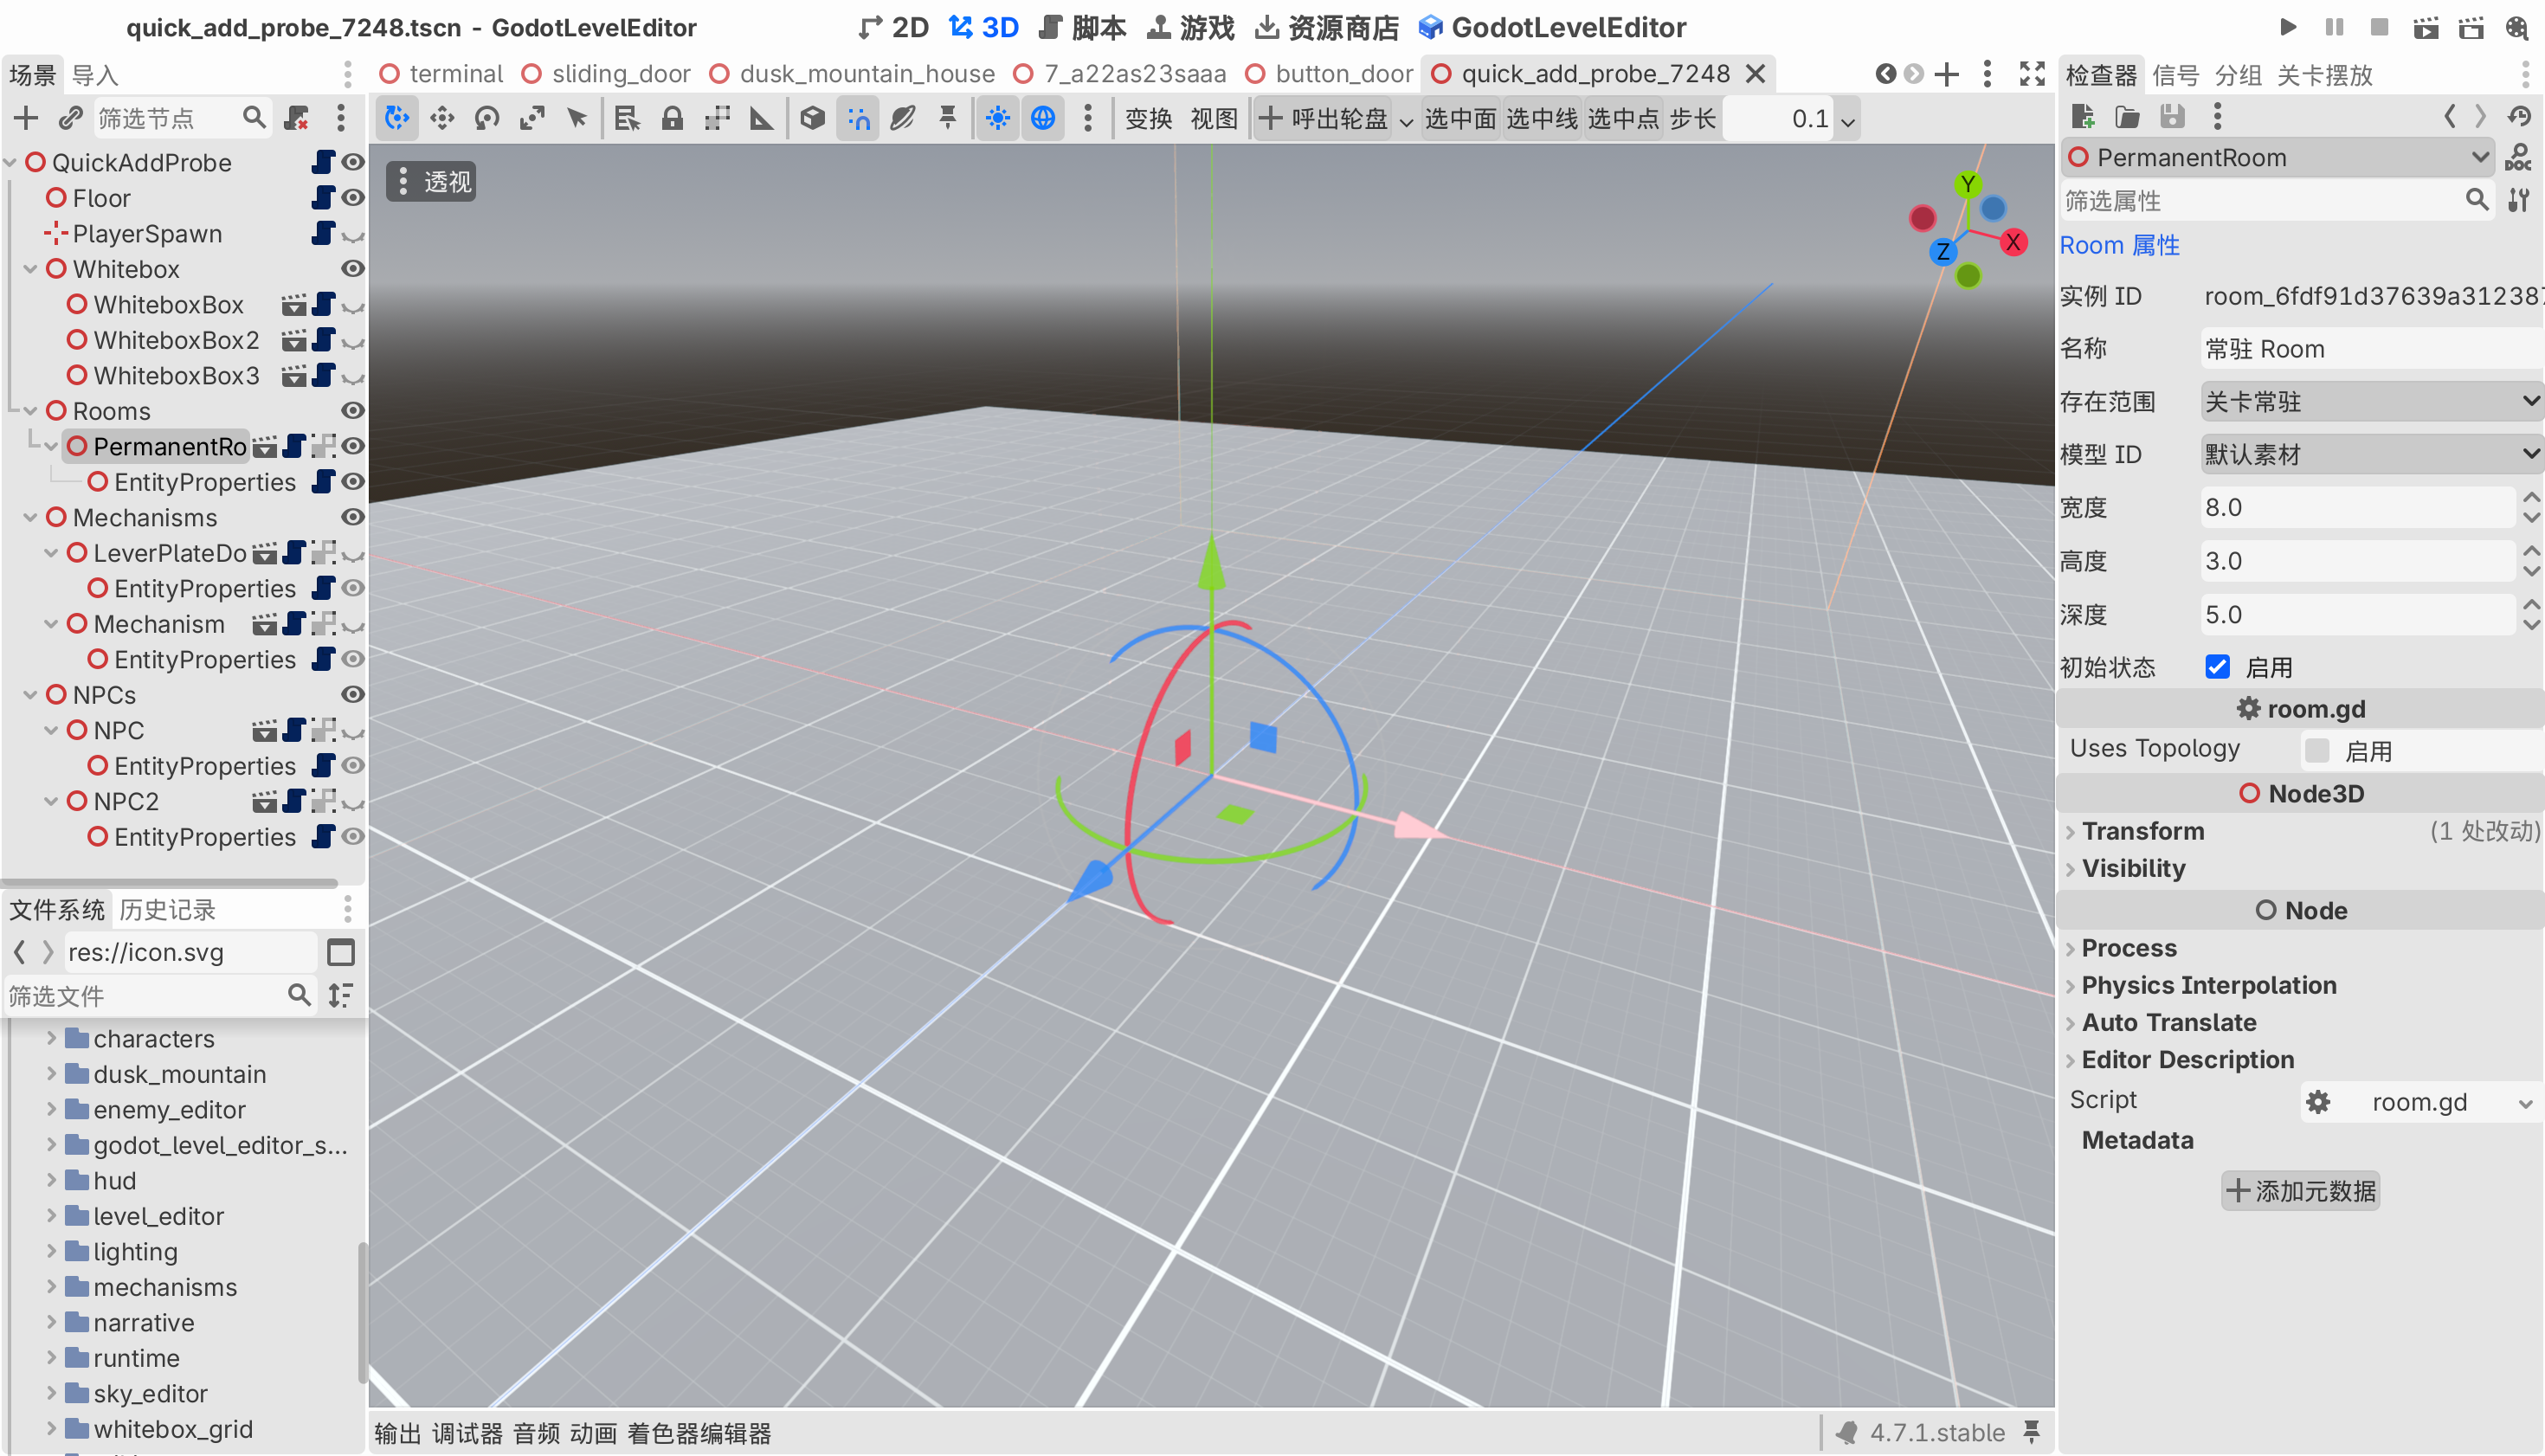 quick_add_probe_7248.tscn - GodotLevelEditor
2D 3D 脚本 游戏 资源商店 GodotLevelEditor
场景 导入
筛选节点
QuickAddProbe
Floor
PlayerSpawn
Whitebox
WhiteboxBox
WhiteboxBox2
WhiteboxBox3
Rooms
PermanentRo
EntityProperties
Mechanisms
LeverPlateDo
EntityProperties
Mechanism
EntityProperties
NPCs
NPC
EntityProperties
NPC2
EntityProperties
文件系统 历史记录
res://icon.svg
筛选文件
characters
dusk_mountain
enemy_editor
godot_level_editor_s...
hud
level_editor
lighting
mechanisms
narrative
runtime
sky_editor
whitebox_grid
terminal sliding_door dusk_mountain_house 7_a22as23saaa button_door quick_add_probe_7248
变换 视图 呼出轮盘 选中面 选中线 选中点 步长 0.1
透视
Y
X
Z
输出 调试器 音频 动画 着色器编辑器
4.7.1.stable
检查器 信号 分组 关卡摆放
PermanentRoom
DOC
筛选属性
Room 属性
实例 ID room_6fdf91d37639a31238
名称 常驻 Room
存在范围 关卡常驻
模型 ID 默认素材
宽度 8.0
高度 3.0
深度 5.0
初始状态 启用
room.gd
Uses Topology 启用
Node3D
Transform (1 处改动)
Visibility
Node
Process
Physics Interpolation
Auto Translate
Editor Description
Script room.gd
Metadata
添加元数据